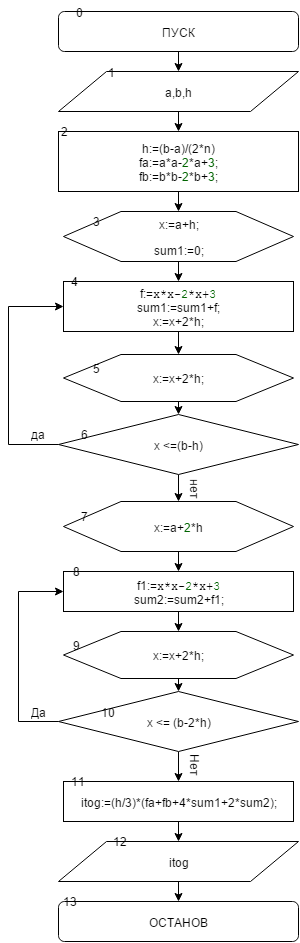 0
ПУСК
1
a,b,h
2
h:=(b-a)/(2*n)
fa:=a*a-2*a+3;
fb:=b*b-2*b+3;
3
x:=a+h;
sum1:=0;
4
f:=x*x-2*x+3
sum1:=sum1+f;
x:=x+2*h;
5
x:=x+2*h;
6
да
x <=(b-h)
нет
7
x:=a+2*h
8
f1:=x*x-2*x+3
sum2:=sum2+f1;
9
x:=x+2*h;
10
Да
x <= (b-2*h)
Нет
11
itog:=(h/3)*(fa+fb+4*sum1+2*sum2);
12
itog
13
ОСТАНОВ